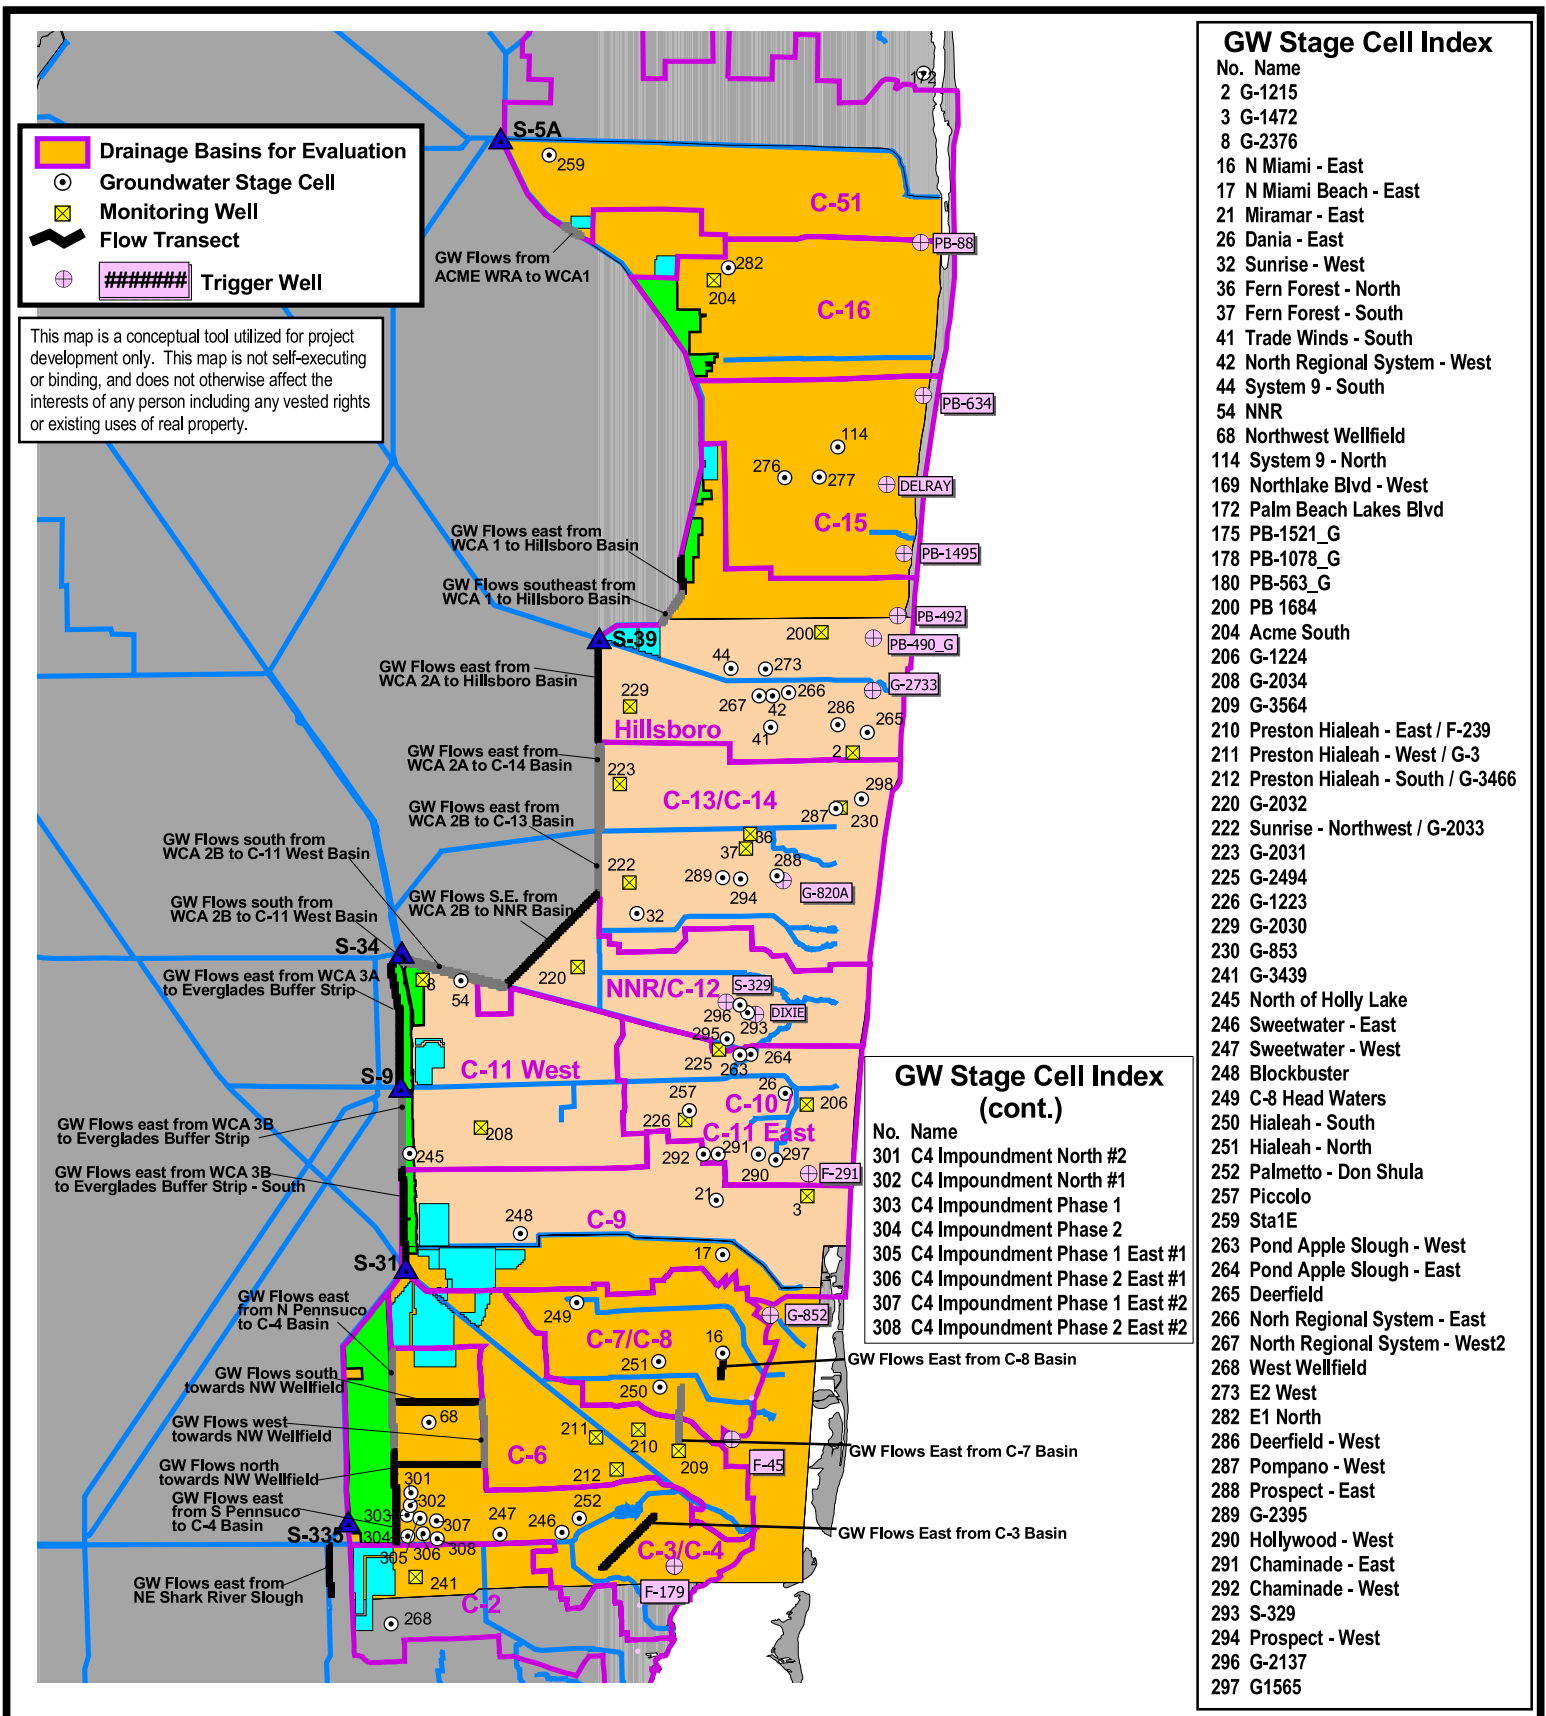 172
S-5A
259
C-51
Drainage Basins for Evaluation
Groundwater Stage Cell
Monitoring Well
Flow Transect
####### Trigger Well
This map is a conceptual tool utilized for project
development only. This map is not self-executing
or binding, and does not otherwise affect the
interests of any person including any vested rights
or existing uses of real property.
GW Flows from
ACME WRA to WCA1
PB-88
282
204
C-16
PB-634
114
276
277
DELRAY
C-15
GW Flows east from
WCA 1 to Hillsboro Basin
PB-1495
GW Flows southeast from
WCA 1 to Hillsboro Basin
PB-492
S-39
200
PB-490_G
GW Flows east from
WCA 2A to Hillsboro Basin
44
273
229
267
42
266
G-2733
286
265
Hillsboro
41
2
GW Flows east from
WCA 2A to C-14 Basin
223
C-13/C-14
298
287
230
GW Flows east from
WCA 2B to C-13 Basin
GW Flows south from
WCA 2B to C-11 West Basin
36
37
222
289
294
288
G-820A
GW Flows south from
WCA 2B to C-11 West Basin
GW Flows S.E. from
WCA 2B to NNR Basin
32
S-34
GW Flows east from WCA 3A
to Everglades Buffer Strip
8
54
220
NNR/C-12
S-329
296
293
DIXIE
295
225
263
264
S-9
C-11 West
257
26
C-10 /
C-11 East
206
226
208
GW Flows east from WCA 3B
to Everglades Buffer Strip
245
292
291
290
297
F-291
GW Flows east from WCA 3B
to Everglades Buffer Strip - South
21
3
248
C-9
17
S-31
GW Flows east
from N Pennsuco
to C-4 Basin
249
C-7/C-8
G-852
16
251
GW Flows East from C-8 Basin
GW Flows south
towards NW Wellfield
250
68
GW Flows west
towards NW Wellfield
211
210
C-6
209
GW Flows East from C-7 Basin
F-45
GW Flows north
towards NW Wellfield
212
301
302
303
304
305
306
307
308
GW Flows east
from S Pennsuco
to C-4 Basin
247
246
252
S-335
GW Flows East from C-3 Basin
C-3/C-4
GW Flows east from
NE Shark River Slough
241
F-179
C-2
268
GW Stage Cell Index
No. Name
2 G-1215
3 G-1472
8 G-2376
16 N Miami - East
17 N Miami Beach - East
21 Miramar - East
26 Dania - East
32 Sunrise - West
36 Fern Forest - North
37 Fern Forest - South
41 Trade Winds - South
42 North Regional System - West
44 System 9 - South
54 NNR
68 Northwest Wellfield
114 System 9 - North
169 Northlake Blvd - West
172 Palm Beach Lakes Blvd
175 PB-1521_G
178 PB-1078_G
180 PB-563_G
200 PB 1684
204 Acme South
206 G-1224
208 G-2034
209 G-3564
210 Preston Hialeah - East / F-239
211 Preston Hialeah - West / G-3
212 Preston Hialeah - South / G-3466
220 G-2032
222 Sunrise - Northwest / G-2033
223 G-2031
225 G-2494
226 G-1223
229 G-2030
230 G-853
241 G-3439
245 North of Holly Lake
246 Sweetwater - East
247 Sweetwater - West
248 Blockbuster
249 C-8 Head Waters
250 Hialeah - South
251 Hialeah - North
252 Palmetto - Don Shula
257 Piccolo
259 Sta1E
263 Pond Apple Slough - West
264 Pond Apple Slough - East
265 Deerfield
266 Norh Regional System - East
267 North Regional System - West2
268 West Wellfield
273 E2 West
282 E1 North
286 Deerfield - West
287 Pompano - West
288 Prospect - East
289 G-2395
290 Hollywood - West
291 Chaminade - East
292 Chaminade - West
293 S-329
294 Prospect - West
296 G-2137
297 G1565
GW Stage Cell Index
(cont.)
No. Name
301 C4 Impoundment North #2
302 C4 Impoundment North #1
303 C4 Impoundment Phase 1
304 C4 Impoundment Phase 2
305 C4 Impoundment Phase 1 East #1
306 C4 Impoundment Phase 2 East #1
307 C4 Impoundment Phase 1 East #2
308 C4 Impoundment Phase 2 East #2